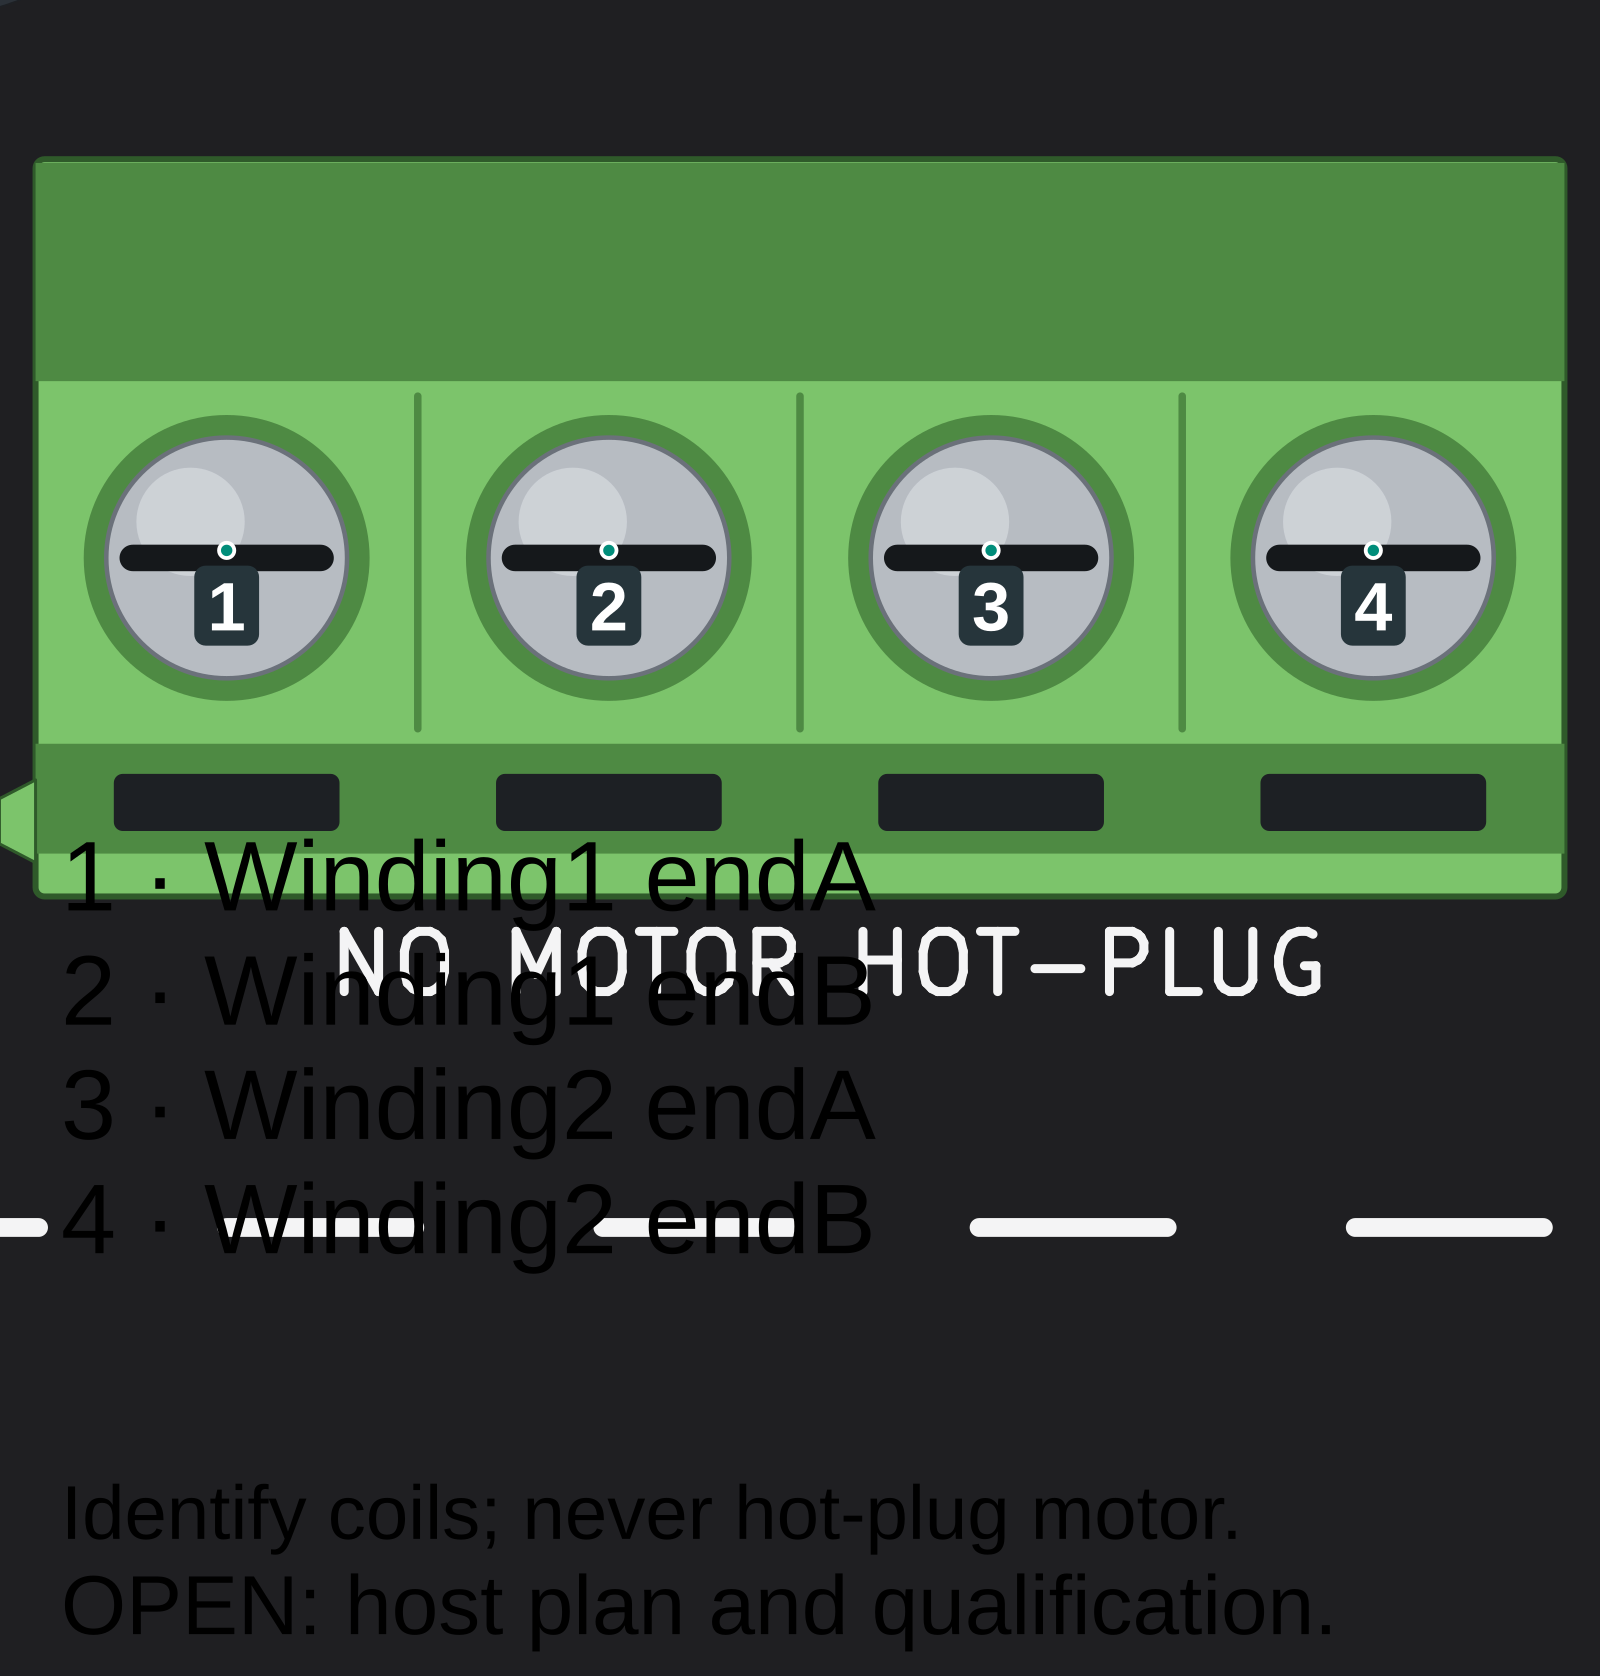 1 2 3 4
1 · Winding1 endA
NO MOTOR HOT-PLUG
2 · Winding1 endB
3 · Winding2 endA
4 · Winding2 endB
Identify coils; never hot-plug motor.
OPEN: host plan and qualification.